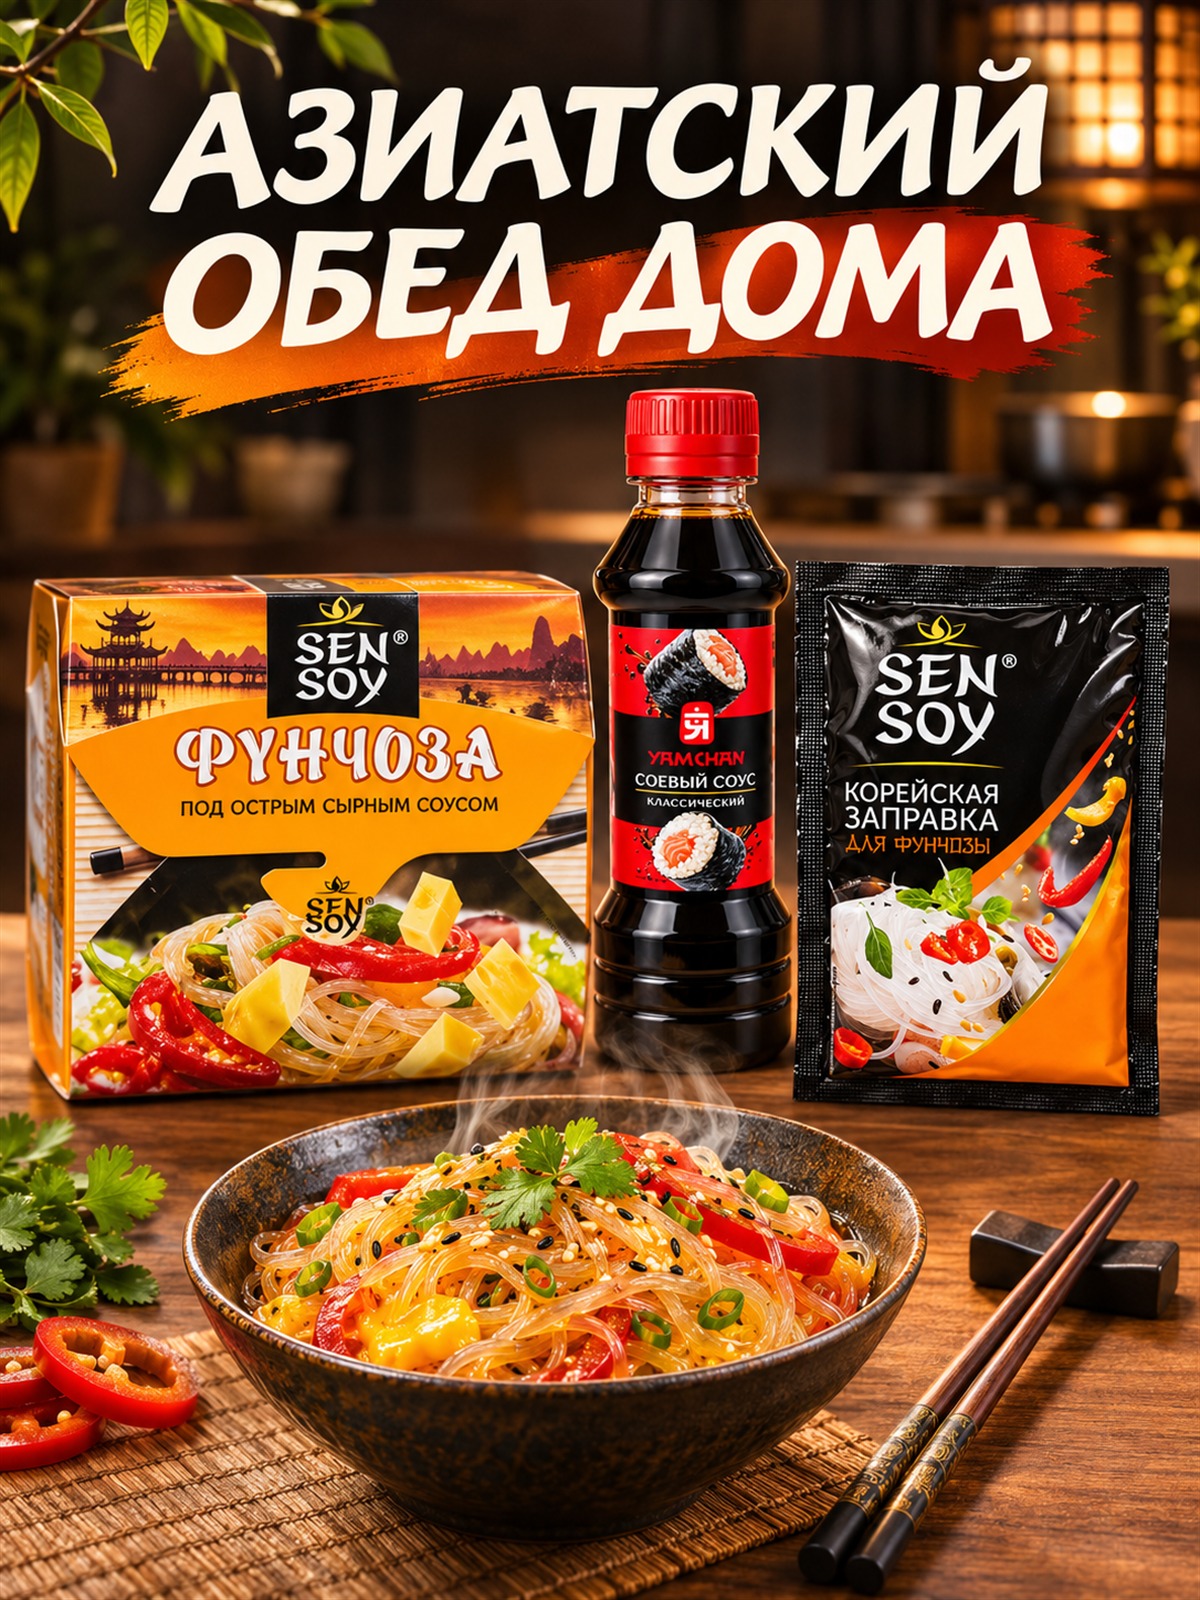 АЗИАТСКИЙ
ОБЕД ДОМА
SEN®
SOY
ФУНЧОЗА
ПОД ОСТРЫМ СЫРНЫМ СОУСОМ
SEN®
SOY
Я
YAMCHAN
СОЕВЫЙ СОУС
КЛАССИЧЕСКИЙ
SEN®
SOY
КОРЕЙСКАЯ
ЗАПРАВКА
ДЛЯ ФУНЧОЗЫ